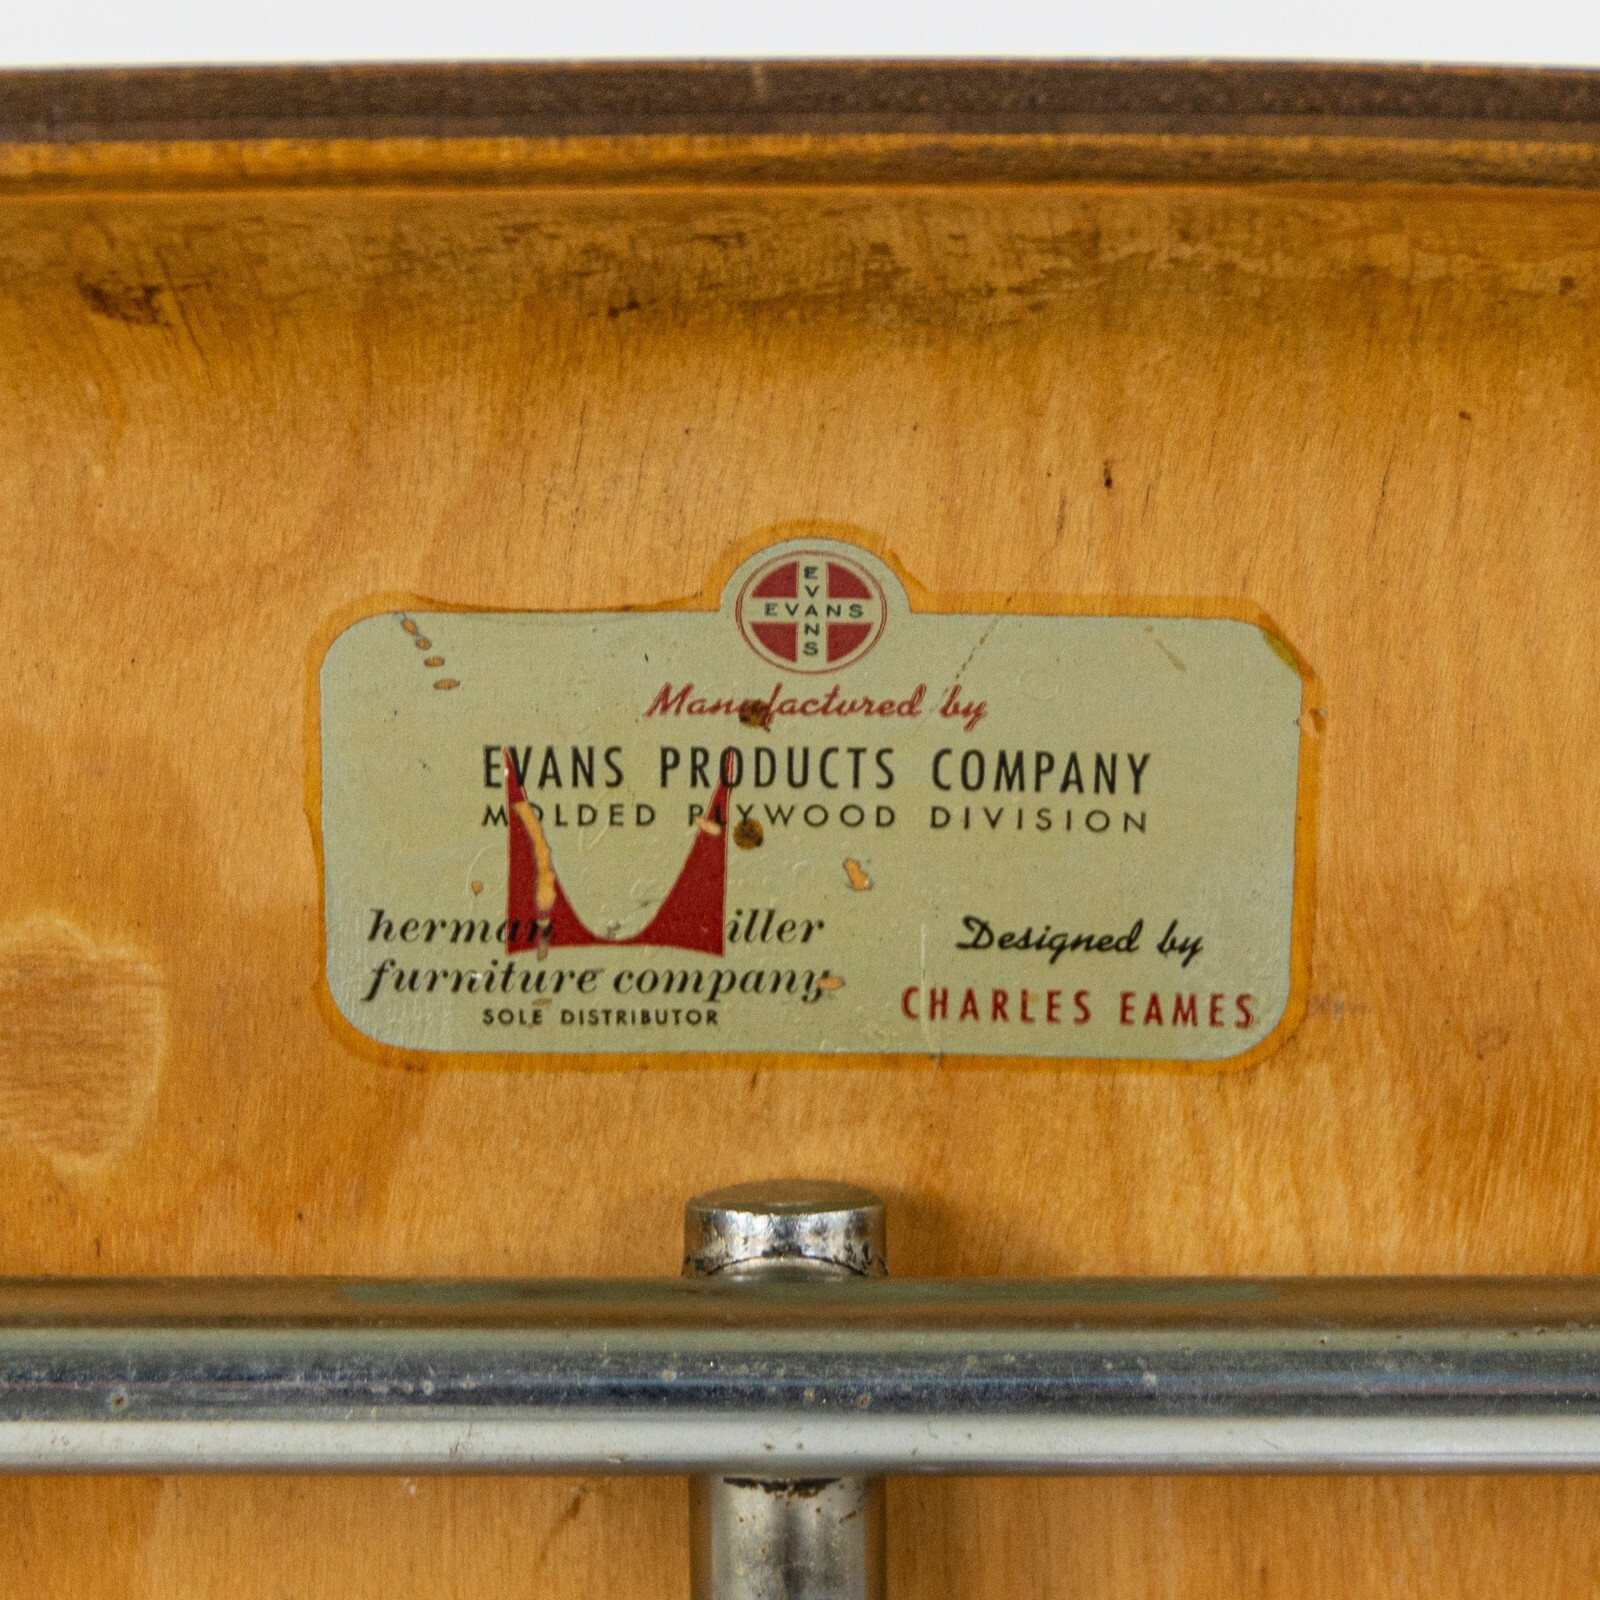 EVANS
EVANS
Manufactured by
EVANS PRODUCTS COMPANY
MOLDED PLYWOOD DIVISION
herman Miller
furniture company
SOLE DISTRIBUTOR
Designed by
CHARLES EAMES